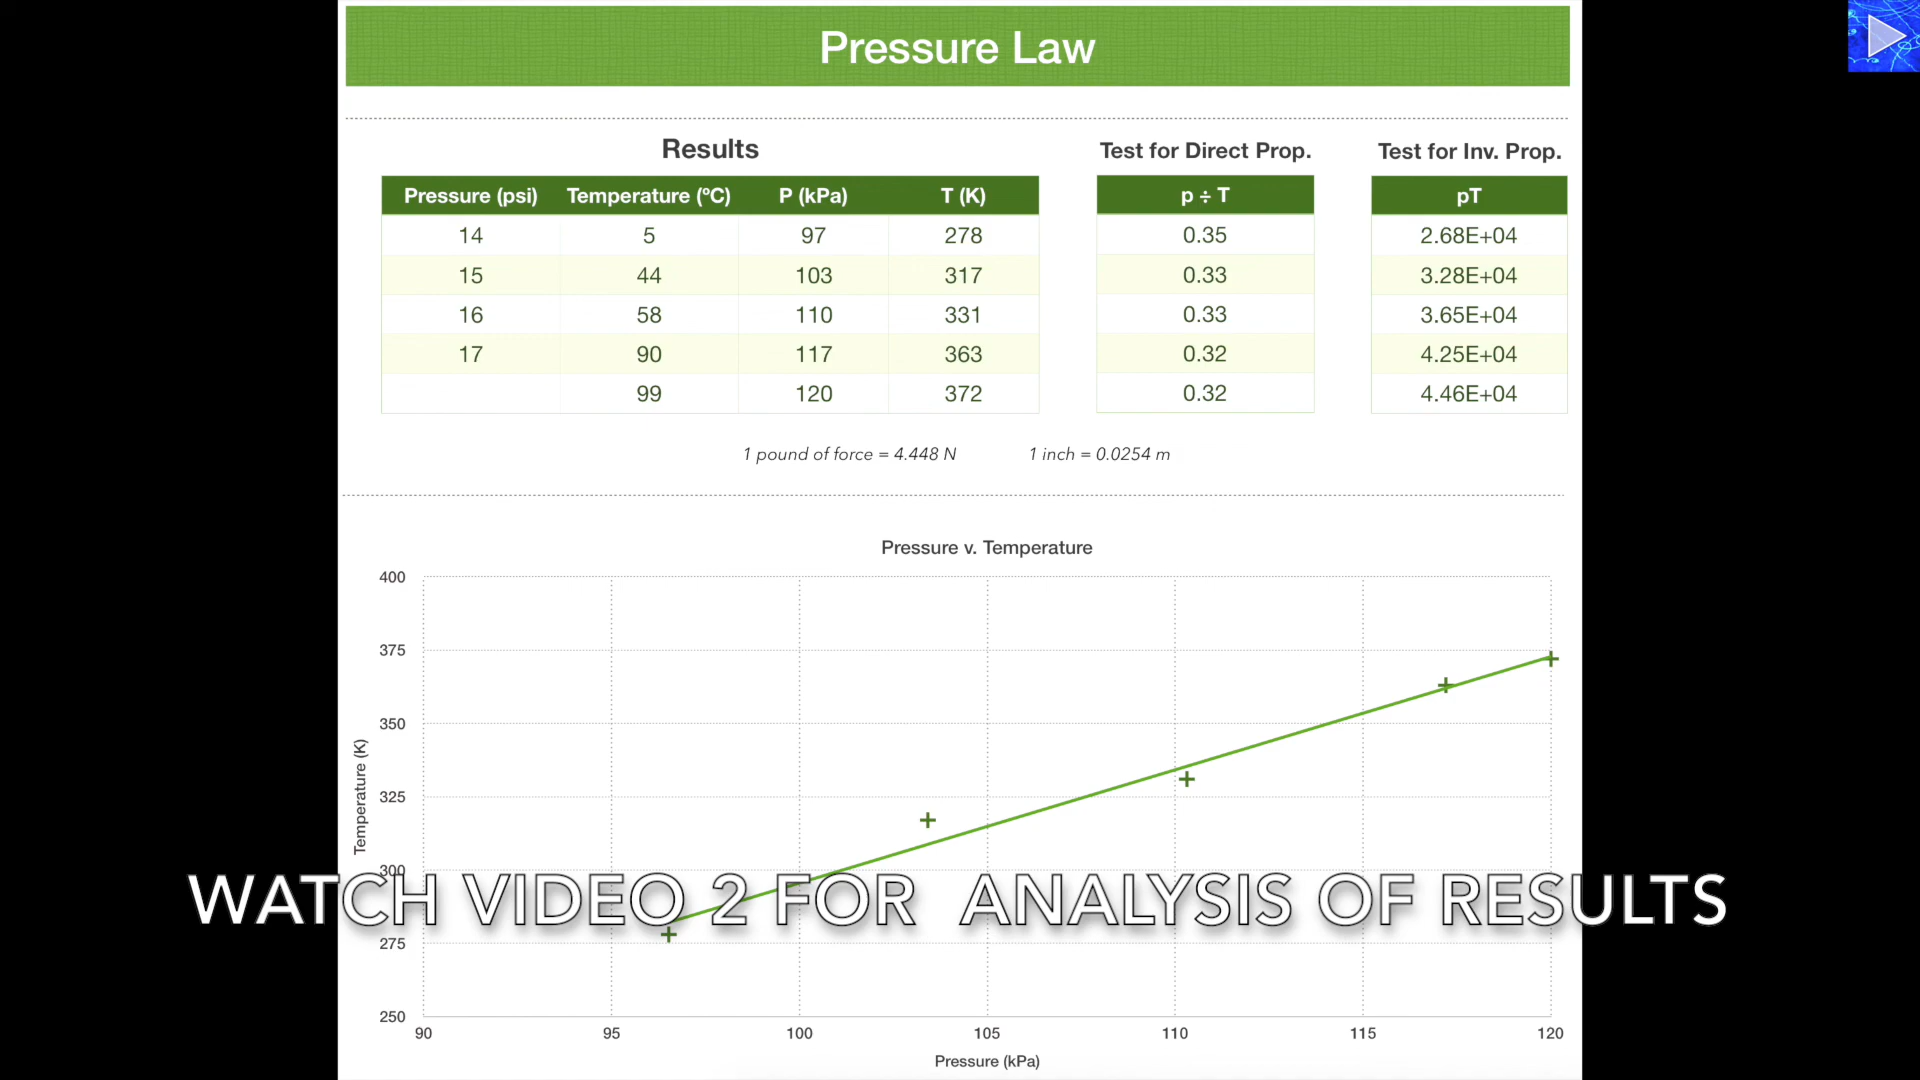 Pressure Law
Results
Test for Direct Prop.
Test for Inv. Prop.
Pressure (psi) Temperature (ºC) P (kPa) T (K)
p ÷ T
pT
14 5 97 278 0.35 2.68E+04
15 44 103 317 0.33 3.28E+04
16 58 110 331 0.33 3.65E+04
17 90 117 363 0.32 4.25E+04
99 120 372 0.32 4.46E+04
1 pound of force = 4.448 N
1 inch = 0.0254 m
Pressure v. Temperature
400
375
350
325
300
275
250
Temperature (K)
WATCH VIDEO 2 FOR ANALYSIS OF RESULTS
90 95 100 105 110 115 120
Pressure (kPa)